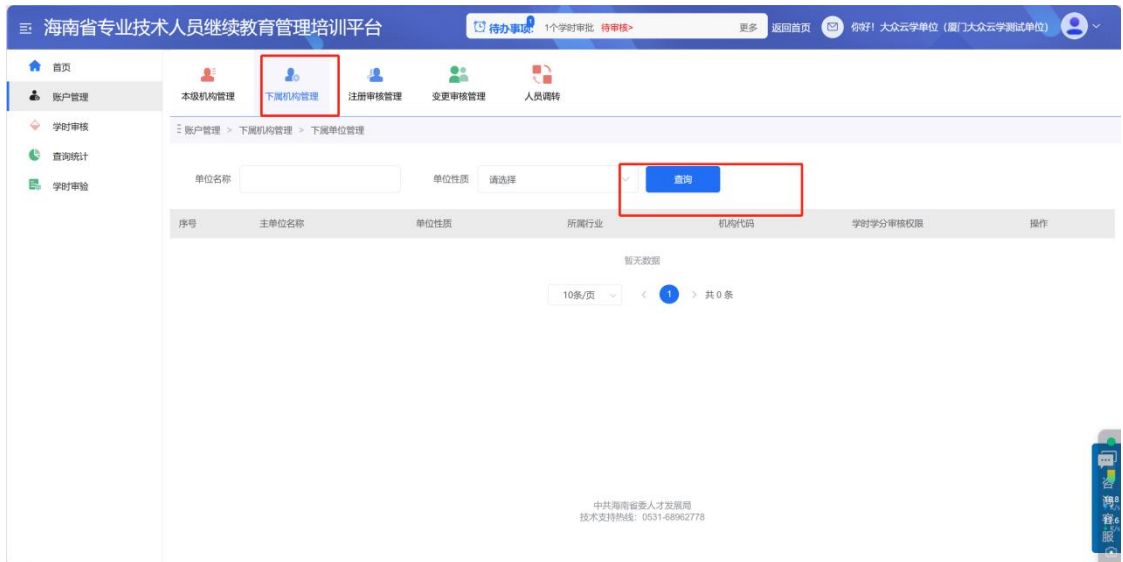 海南省专业技术人员继续教育管理培训平台
待办事项 1 1个学时审批 待审核> 更多 返回首页 你好！大众云学单位（厦门大众云学测试单位）
首页
账户管理
学时审核
查询统计
学时审验
本级机构管理 下属机构管理 注册审核管理 变更审核管理 人员调转
账户管理 > 下属机构管理 > 下属单位管理
单位名称 单位性质 请选择 查询
序号 主单位名称 单位性质 所属行业 机构代码 学时学分审核权限 操作
暂无数据
10条/页 < 1 > 共 0 条
中共海南省委人才发展局
技术支持热线：0531-68962778
咨
客
服